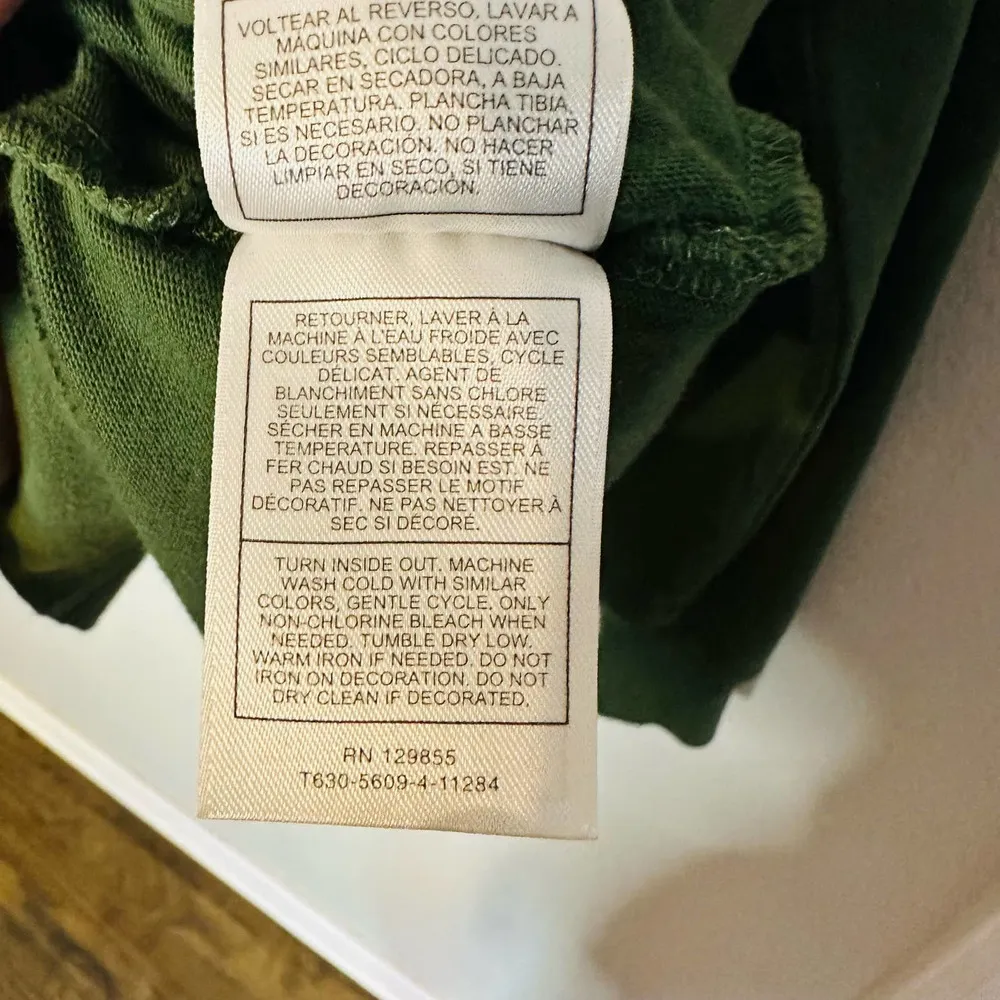 VOLTEAR AL REVERSO, LAVAR A
MÁQUINA CON COLORES
SIMILARES, CICLO DELICADO.
SECAR EN SECADORA, A BAJA
TEMPERATURA. PLANCHA TIBIA,
SI ES NECESARIO. NO PLANCHAR
LA DECORACIÓN. NO HACER
LIMPIAR EN SECO, SI TIENE
DECORACIÓN.
RETOURNER, LAVER À LA
MACHINE À L'EAU FROIDE AVEC
COULEURS SEMBLABLES, CYCLE
DÉLICAT. AGENT DE
BLANCHIMENT SANS CHLORE
SEULEMENT SI NÉCESSAIRE.
SÉCHER EN MACHINE A BASSE
TEMPERATURE. REPASSER À
FER CHAUD SI BESOIN EST. NE
PAS REPASSER LE MOTIF
DÉCORATIF. NE PAS NETTOYER À
SEC SI DÉCORÉ.
TURN INSIDE OUT. MACHINE
WASH COLD WITH SIMILAR
COLORS, GENTLE CYCLE. ONLY
NON-CHLORINE BLEACH WHEN
NEEDED. TUMBLE DRY LOW.
WARM IRON IF NEEDED. DO NOT
IRON ON DECORATION. DO NOT
DRY CLEAN IF DECORATED.
RN 129855
T630-5609-4-11284